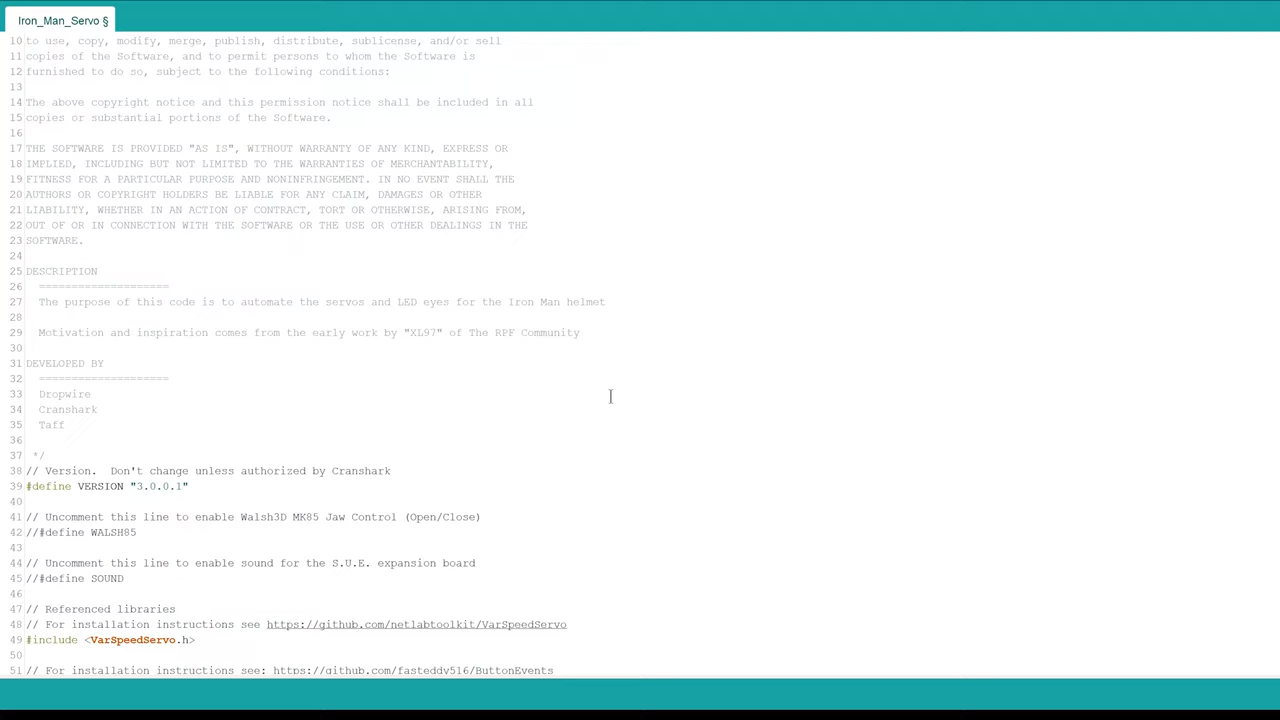 Iron_Man_Servo §
10 to use, copy, modify, merge, publish, distribute, sublicense, and/or sell
11 copies of the Software, and to permit persons to whom the Software is
12 furnished to do so, subject to the following conditions:
13
14 The above copyright notice and this permission notice shall be included in all
15 copies or substantial portions of the Software.
16
17 THE SOFTWARE IS PROVIDED "AS IS", WITHOUT WARRANTY OF ANY KIND, EXPRESS OR
18 IMPLIED, INCLUDING BUT NOT LIMITED TO THE WARRANTIES OF MERCHANTABILITY,
19 FITNESS FOR A PARTICULAR PURPOSE AND NONINFRINGEMENT. IN NO EVENT SHALL THE
20 AUTHORS OR COPYRIGHT HOLDERS BE LIABLE FOR ANY CLAIM, DAMAGES OR OTHER
21 LIABILITY, WHETHER IN AN ACTION OF CONTRACT, TORT OR OTHERWISE, ARISING FROM,
22 OUT OF OR IN CONNECTION WITH THE SOFTWARE OR THE USE OR OTHER DEALINGS IN THE
23 SOFTWARE.
24
25 DESCRIPTION
26 ====================
27 The purpose of this code is to automate the servos and LED eyes for the Iron Man helmet
28
29 Motivation and inspiration comes from the early work by "XL97" of The RPF Community
30
31 DEVELOPED BY
32 ====================
33 Dropwire
34 Cranshark
35 Taff
36
37 */
38 // Version.  Don't change unless authorized by Cranshark
39 #define VERSION "3.0.0.1"
40
41 // Uncomment this line to enable Walsh3D MK85 Jaw Control (Open/Close)
42 //#define WALSH85
43
44 // Uncomment this line to enable sound for the S.U.E. expansion board
45 //#define SOUND
46
47 // Referenced libraries
48 // For installation instructions see https://github.com/netlabtoolkit/VarSpeedServo
49 #include <VarSpeedServo.h>
50
51 // For installation instructions see: https://github.com/fasteddy516/ButtonEvents